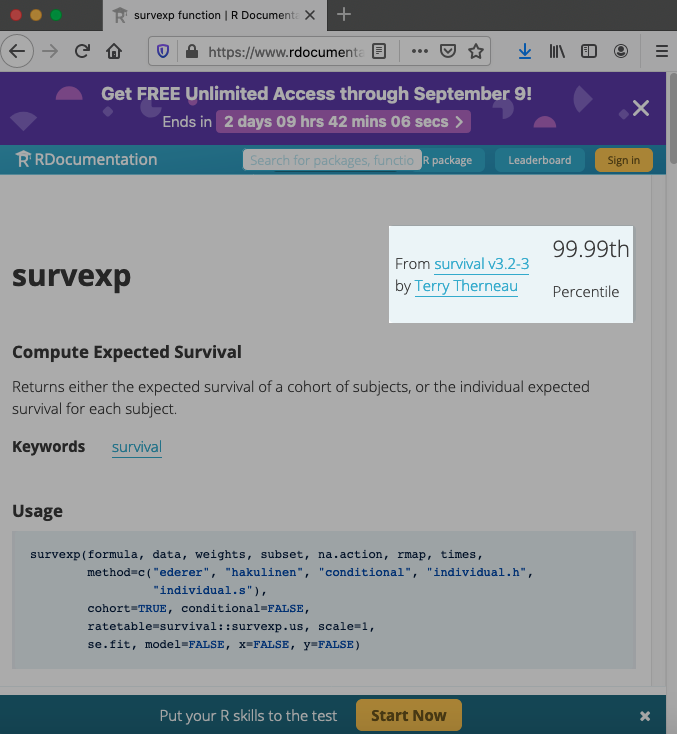 survexp function | R Documenta
https://www.rdocumenta
Get FREE Unlimited Access through September 9!
Ends in 2 days 09 hrs 42 mins 06 secs
RDocumentation
Search for packages, functio
R package
Leaderboard
Sign in
survexp
From survival v3.2-3
by Terry Therneau
99.99th
Percentile
Compute Expected Survival
Returns either the expected survival of a cohort of subjects, or the individual expected
survival for each subject.
Keywords survival
Usage
survexp(formula, data, weights, subset, na.action, rmap, times,
method=c("ederer", "hakulinen", "conditional", "individual.h",
"individual.s"),
cohort=TRUE, conditional=FALSE,
ratetable=survival::survexp.us, scale=1,
se.fit, model=FALSE, x=FALSE, y=FALSE)
Put your R skills to the test
Start Now